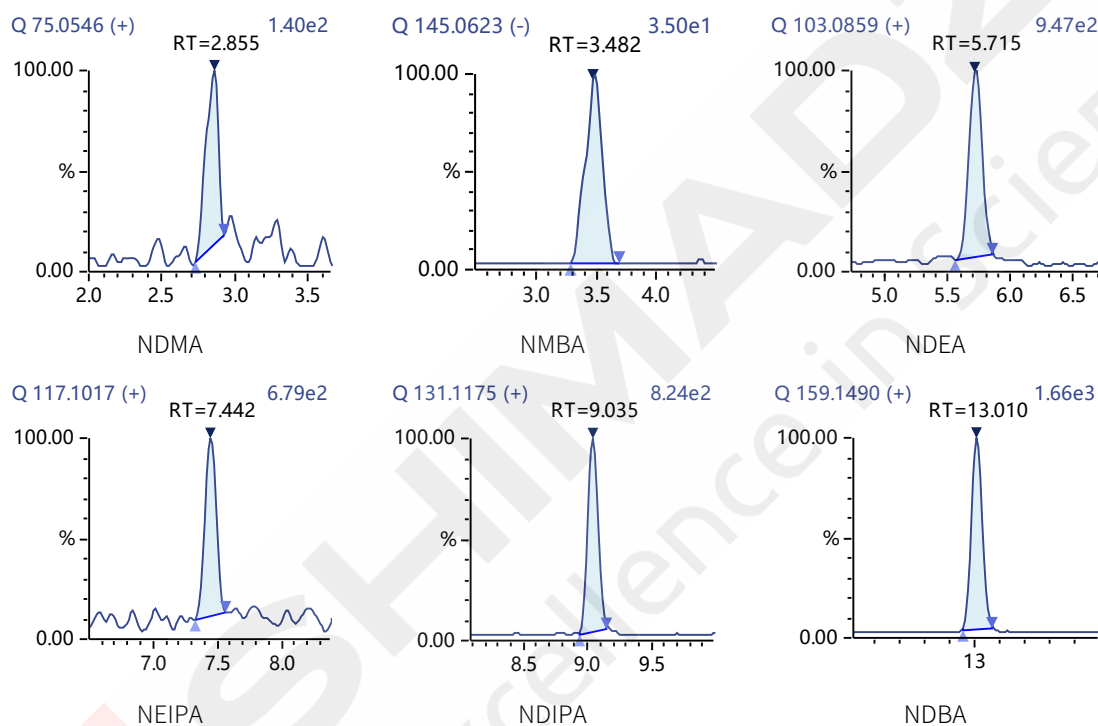 Q 75.0546 (+) 1.40e2
RT=2.855
100.00
%
0.00
2.0 2.5 3.0 3.5
NDMA
Q 145.0623 (-) 3.50e1
RT=3.482
100.00
%
0.00
3.0 3.5 4.0
NMBA
Q 103.0859 (+) 9.47e2
RT=5.715
100.00
%
0.00
5.0 5.5 6.0 6.5
NDEA
Q 117.1017 (+) 6.79e2
RT=7.442
100.00
%
0.00
7.0 7.5 8.0
NEIPA
Q 131.1175 (+) 8.24e2
RT=9.035
100.00
%
0.00
8.5 9.0 9.5
NDIPA
Q 159.1490 (+) 1.66e3
RT=13.010
100.00
%
0.00
13
NDBA